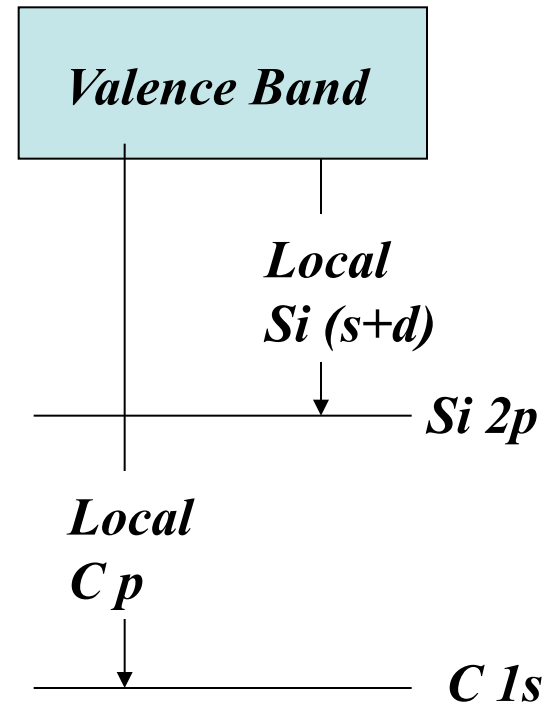 Valence Band
Local
Si (s+d)
Si 2p
Local
C p
C 1s